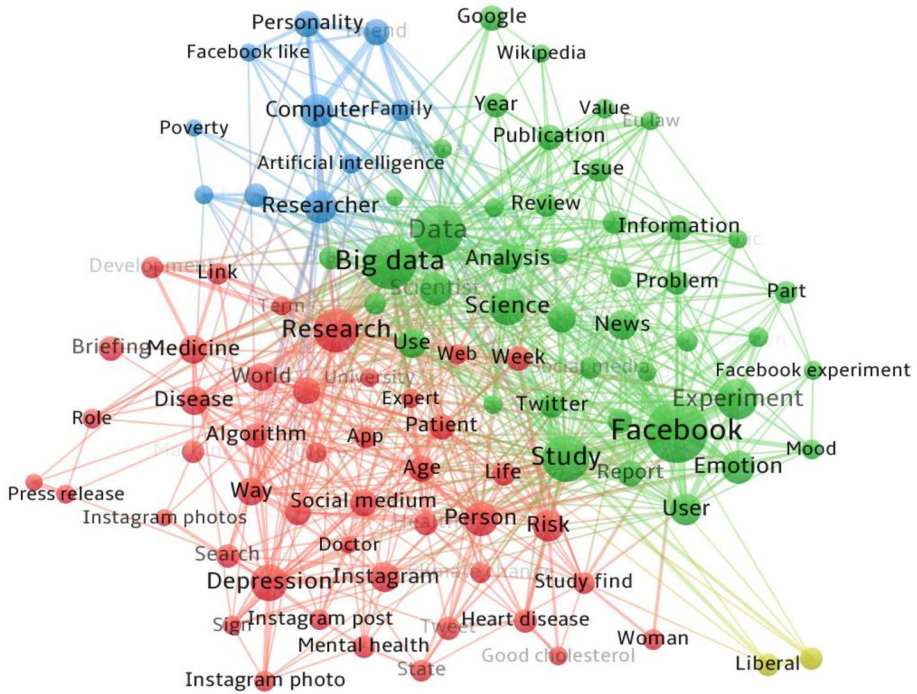 Google
Personality
Friend
Facebook like
Wikipedia
Year
Value
Computer
Family
Eu law
Poverty
Publication
Artificial intelligence
Issue
Researcher
Review
Data
Information
Big data
Analysis
Development
Link
Problem
Scientist
Part
Term
Science
Research
News
Use
Briefing
Medicine
Web
Week
Social media
Facebook experiment
World
University
Disease
Expert
Twitter
Experiment
Role
Algorithm
App
Patient
Facebook
Mood
Age
Life
Study
Report
Emotion
Press release
Way
Social medium
User
Instagram photos
Health
Person
Risk
Search
Doctor
Depression
Instagram
Study find
Sign
Instagram post
Tweet
Heart disease
Mental health
Woman
State
Good cholesterol
Liberal
Instagram photo